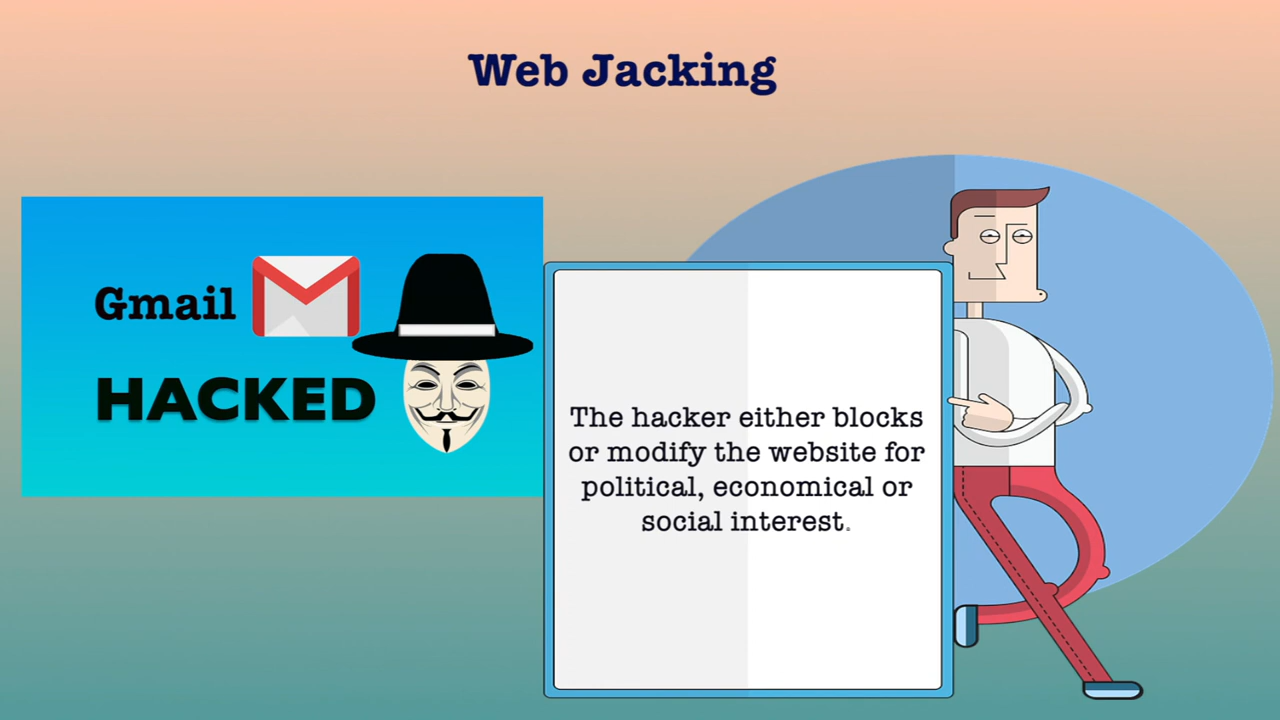 Web Jacking
Gmail
HACKED
The hacker either blocks
or modify the website for
political, economical or
social interest.